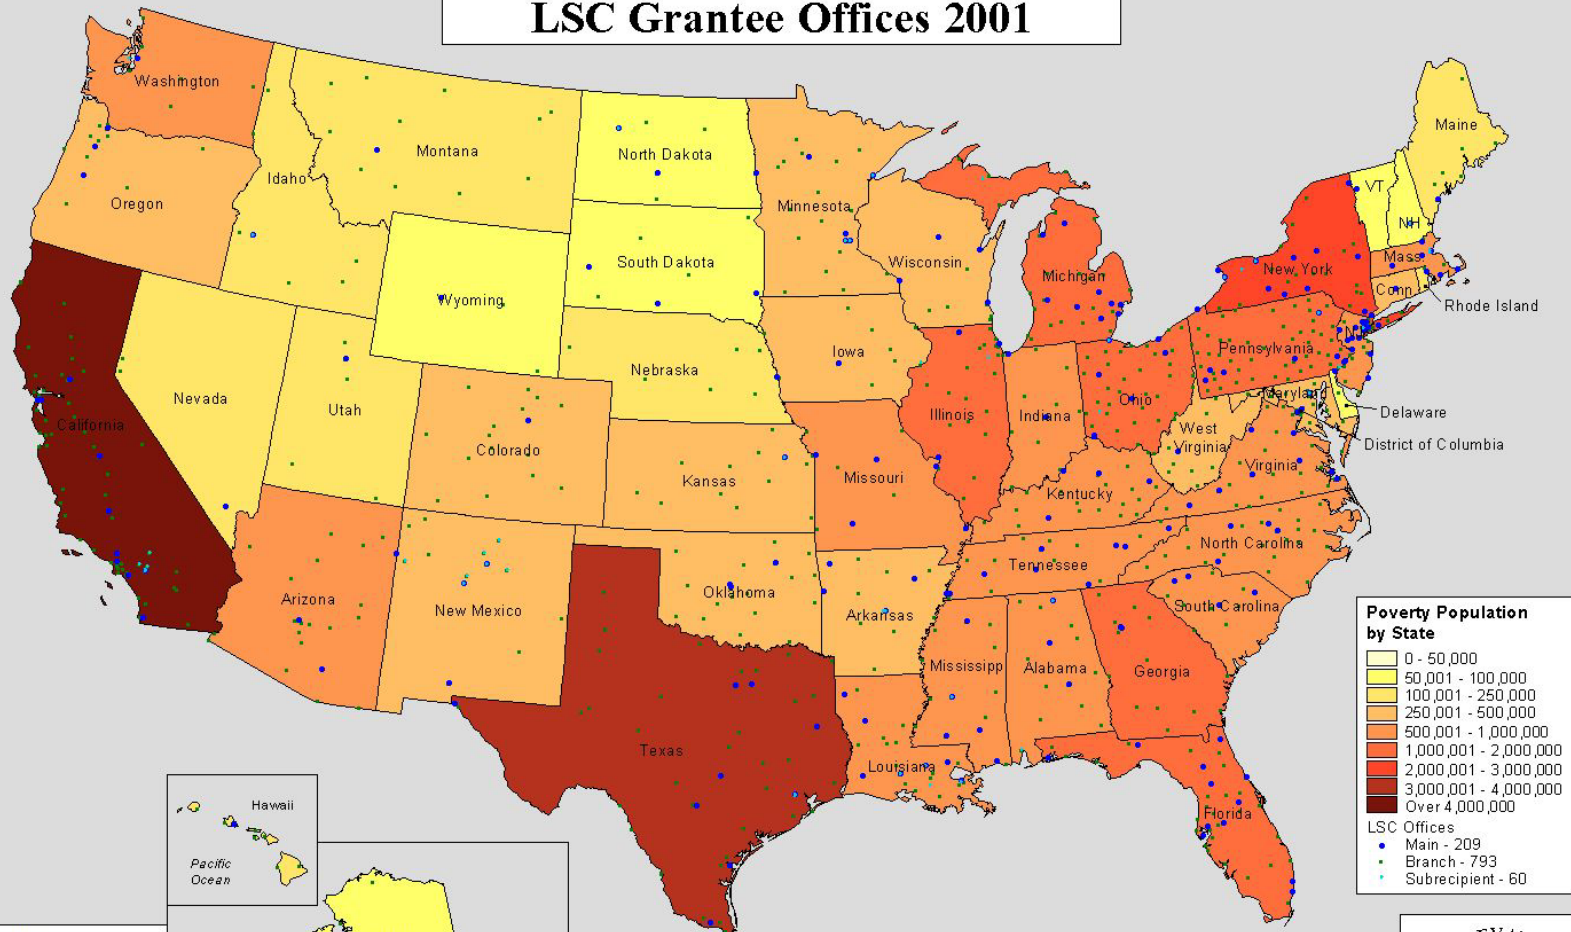 LSC Grantee Offices 2001
Washington
Oregon
Idaho
Montana
North Dakota
South Dakota
Minnesota
Wisconsin
Michigan
Maine
VT
NH
New York
Mass
Conn
Rhode Island
Wyoming
Nebraska
Iowa
Illinois
Indiana
Ohio
Pennsylvania
NJ
Maryland
Delaware
District of Columbia
West
Virginia
Virginia
California
Nevada
Utah
Colorado
Kansas
Missouri
Kentucky
North Carolina
Tennessee
South Carolina
Arizona
New Mexico
Oklahoma
Arkansas
Mississipp
Alabama
Georgia
Texas
Louisiana
Florida
Hawaii
Pacific
Ocean
Poverty Population
by State
0 - 50,000
50,001 - 100,000
100,001 - 250,000
250,001 - 500,000
500,001 - 1,000,000
1,000,001 - 2,000,000
2,000,001 - 3,000,000
3,000,001 - 4,000,000
Over 4,000,000
LSC Offices
Main - 209
Branch - 793
Subrecipient - 60